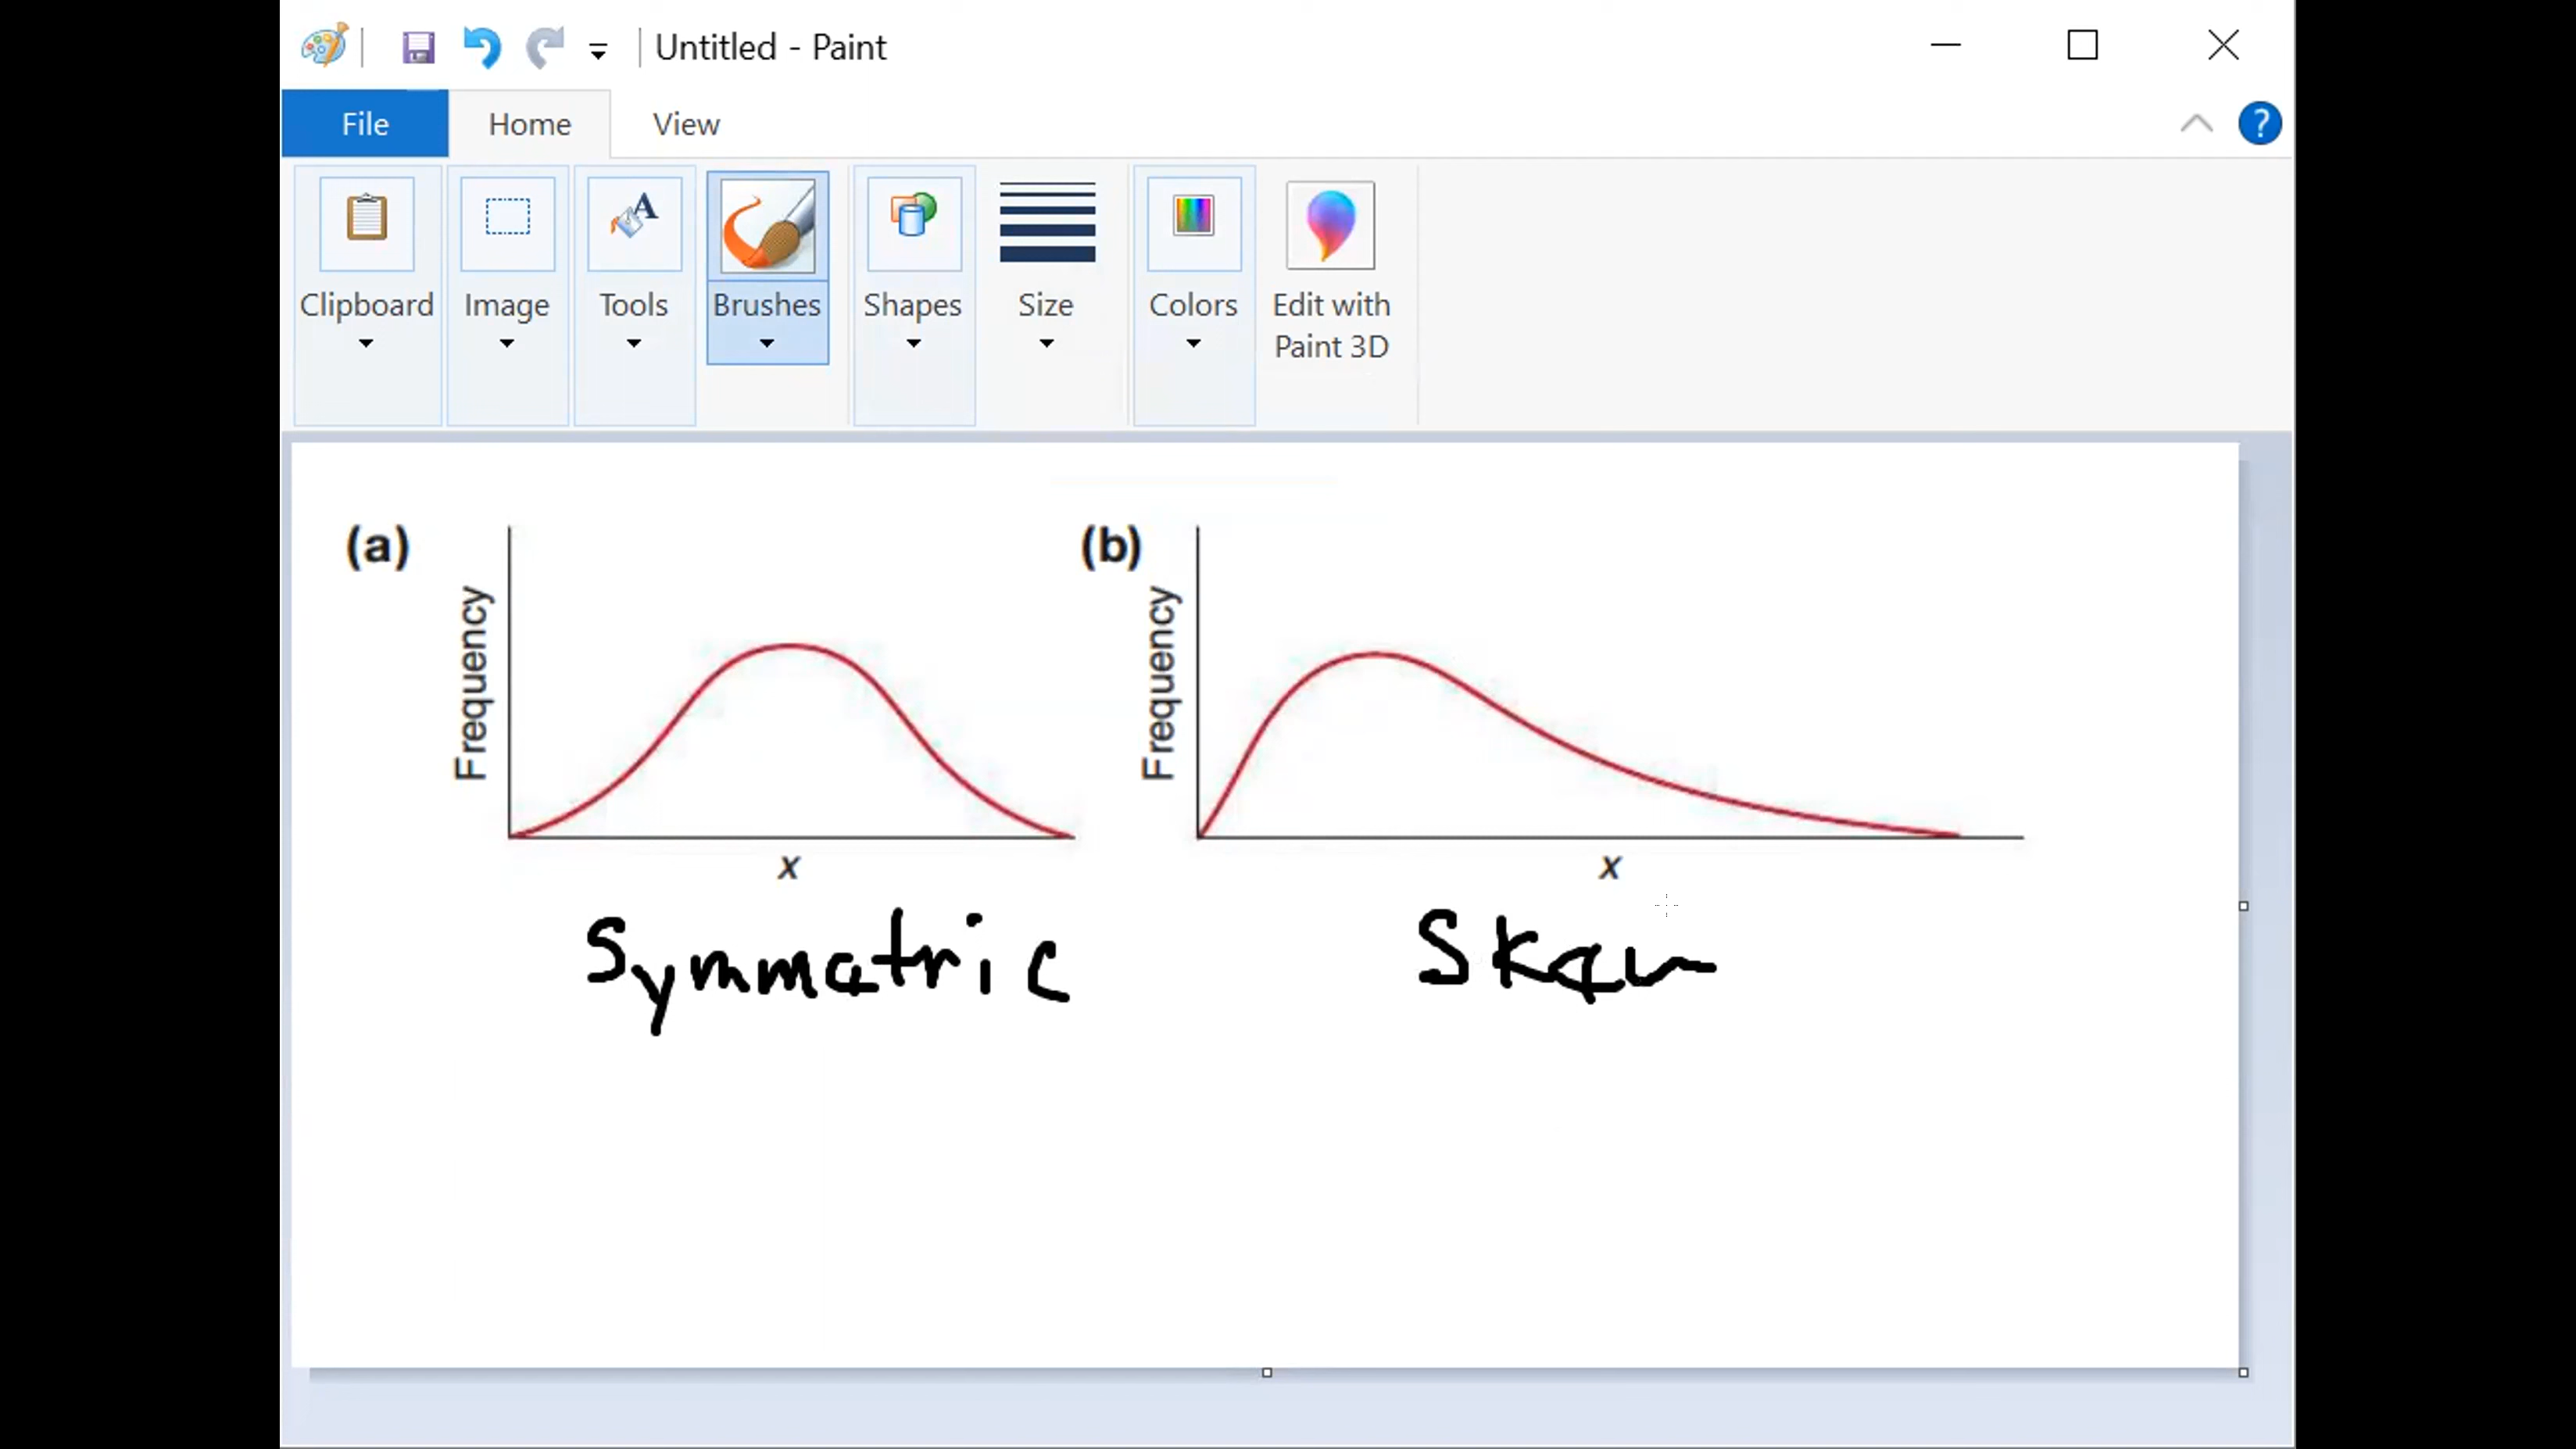 Untitled - Paint
File Home View
Clipboard Image Tools Brushes Shapes Size Colors Edit with
Paint 3D
(a) Frequency
x
(b) Frequency
x
Symmetric Skew